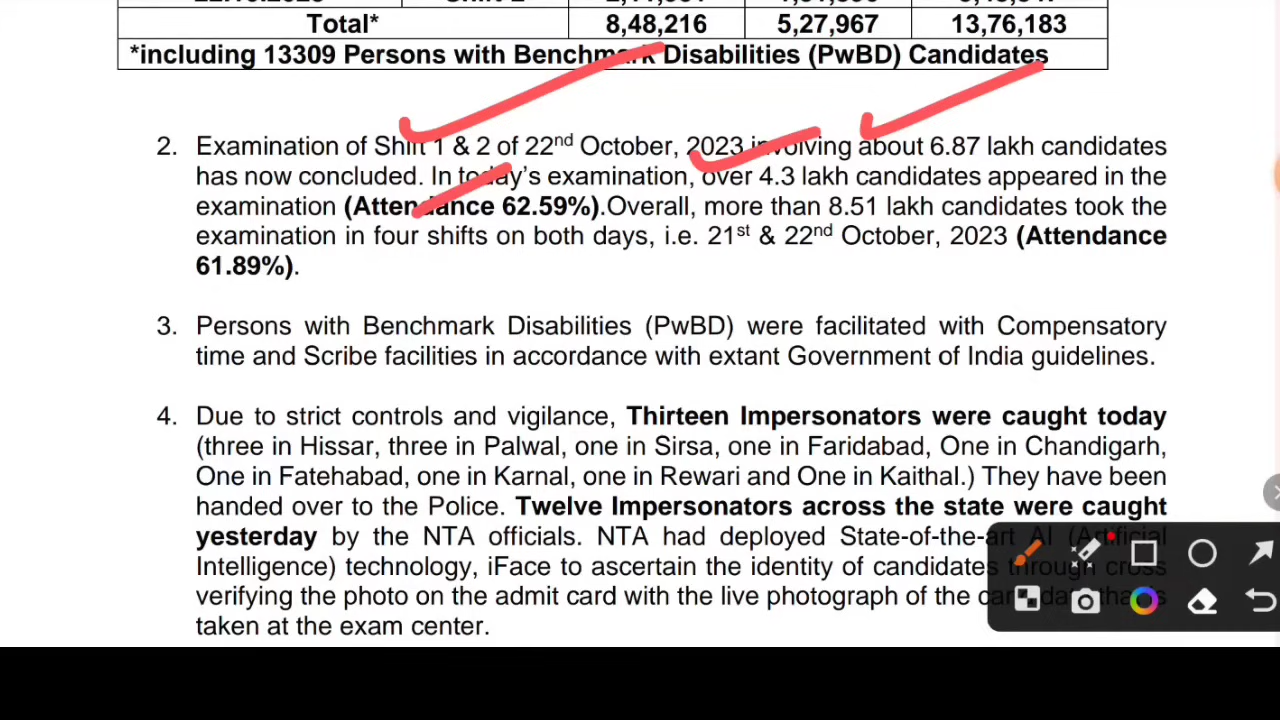 Total* 8,48,216 5,27,967 13,76,183
*including 13309 Persons with Benchmark Disabilities (PwBD) Candidates
2. Examination of Shift 1 & 2 of 22nd October, 2023 involving about 6.87 lakh candidates
has now concluded. In today's examination, over 4.3 lakh candidates appeared in the
examination (Attendance 62.59%).Overall, more than 8.51 lakh candidates took the
examination in four shifts on both days, i.e. 21st & 22nd October, 2023 (Attendance
61.89%).
3. Persons with Benchmark Disabilities (PwBD) were facilitated with Compensatory
time and Scribe facilities in accordance with extant Government of India guidelines.
4. Due to strict controls and vigilance, Thirteen Impersonators were caught today
(three in Hissar, three in Palwal, one in Sirsa, one in Faridabad, One in Chandigarh,
One in Fatehabad, one in Karnal, one in Rewari and One in Kaithal.) They have been
handed over to the Police. Twelve Impersonators across the state were caught
yesterday by the NTA officials. NTA had deployed State-of-the-art AI (Artificial
Intelligence) technology, iFace to ascertain the identity of candidates through cross
verifying the photo on the admit card with the live photograph of the
taken at the exam center.